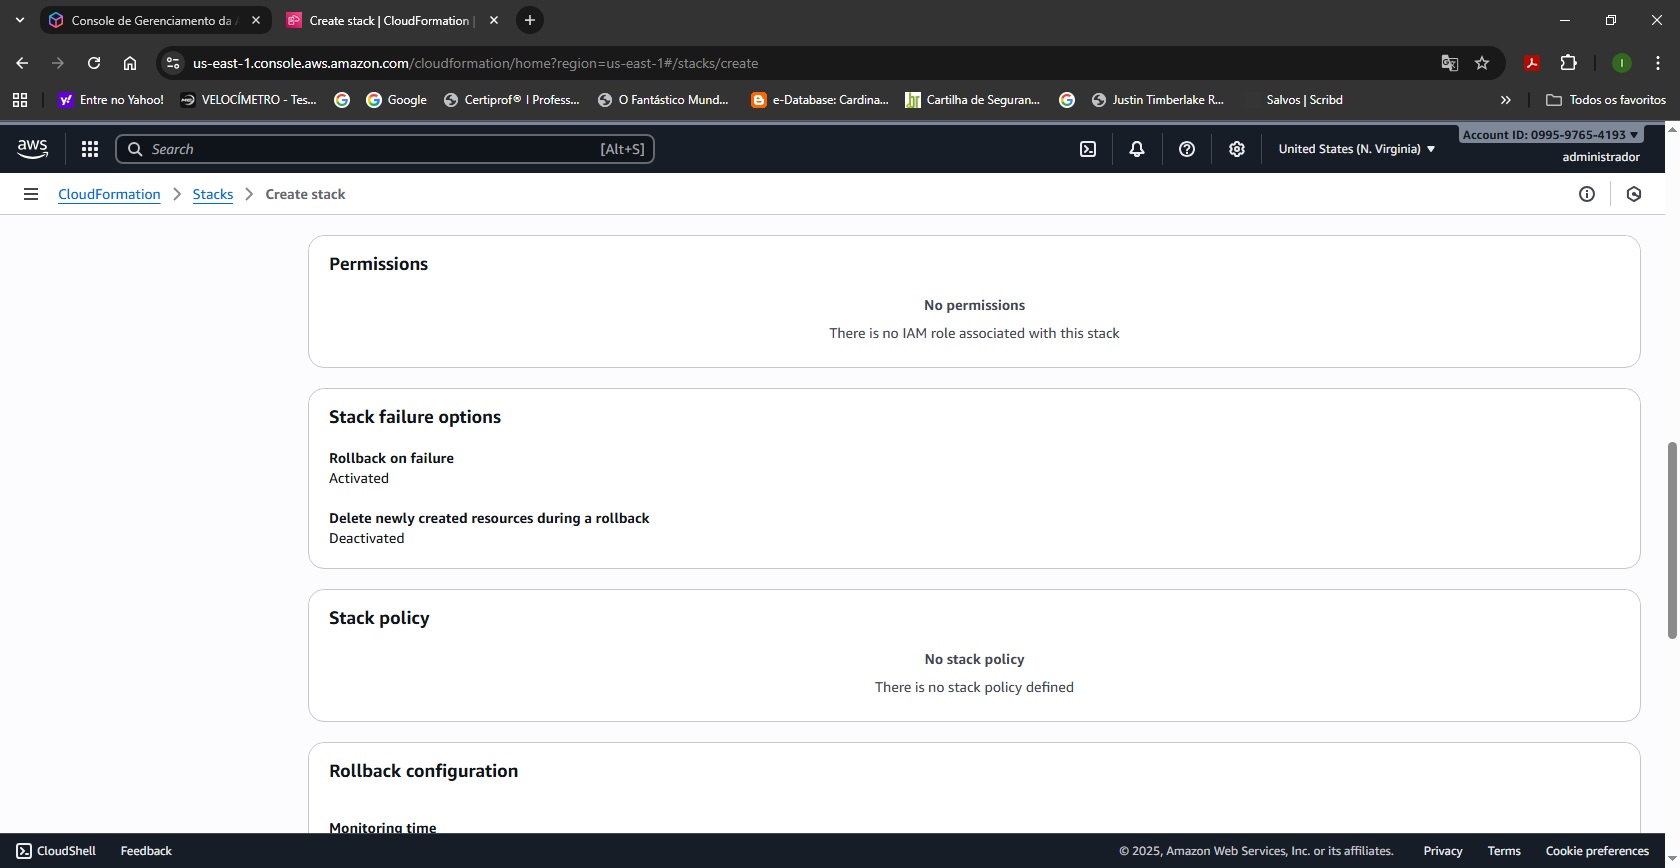 Console de Gerenciamento da A
Create stack | CloudFormation |
us-east-1.console.aws.amazon.com/cloudformation/home?region=us-east-1#/stacks/create
I
Entre no Yahoo!
VELOCÍMETRO - Tes...
Google
Certiprof® I Profess...
O Fantástico Mund...
e-Database: Cardina...
Cartilha de Seguran...
Justin Timberlake R...
Salvos | Scribd
»
Todos os favoritos
aws
Search
[Alt+S]
United States (N. Virginia)
Account ID: 0995-9765-4193
administrador
CloudFormation
Stacks
Create stack
Permissions
No permissions
There is no IAM role associated with this stack
Stack failure options
Rollback on failure
Activated
Delete newly created resources during a rollback
Deactivated
Stack policy
No stack policy
There is no stack policy defined
Rollback configuration
Monitoring time
CloudShell
Feedback
© 2025, Amazon Web Services, Inc. or its affiliates.
Privacy
Terms
Cookie preferences